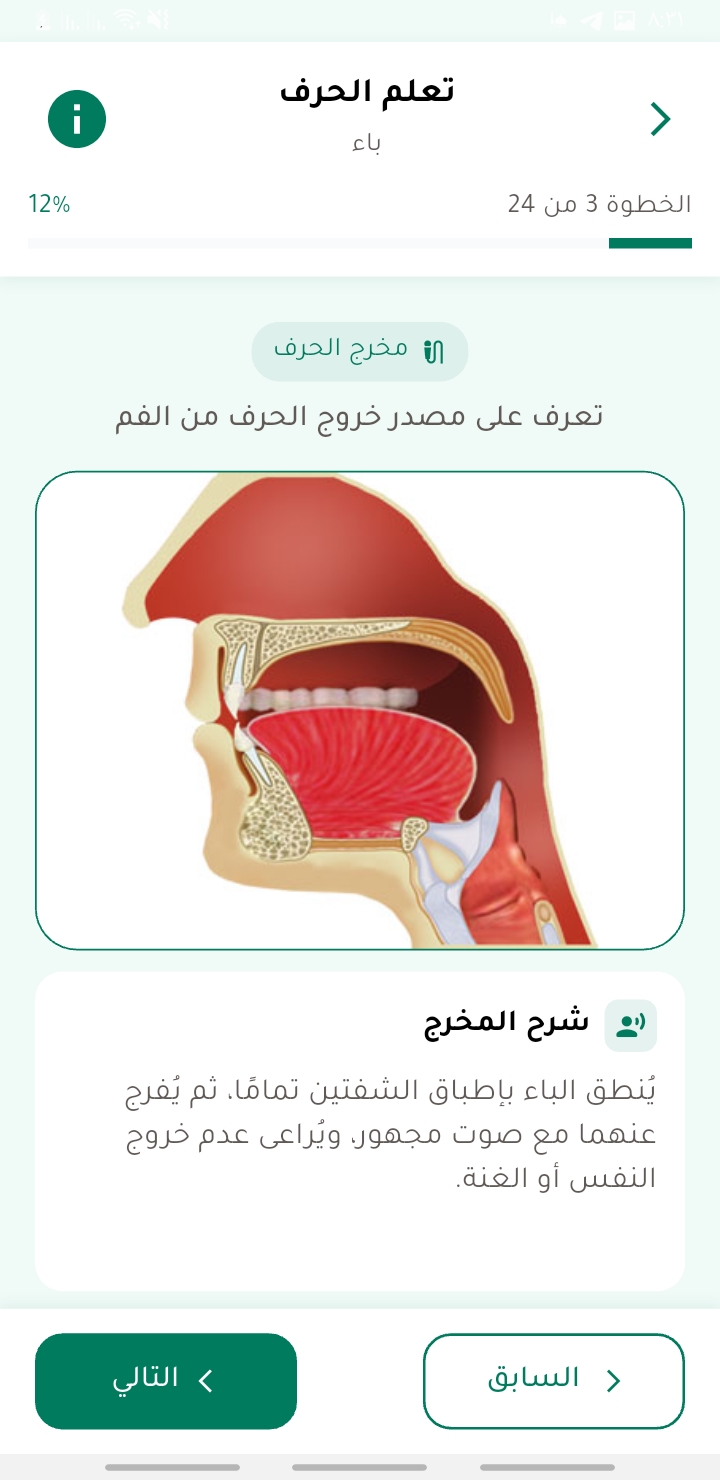 ٨:٢١
تعلم الحرف
باء
الخطوة 3 من 24
12%
مخرج الحرف
تعرف على مصدر خروج الحرف من الفم
شرح المخرج
يُنطق الباء بإطباق الشفتين تمامًا، ثم يُفرج
عنهما مع صوت مجهور، ويُراعى عدم خروج
النفس أو الغنة.
السابق
التالي